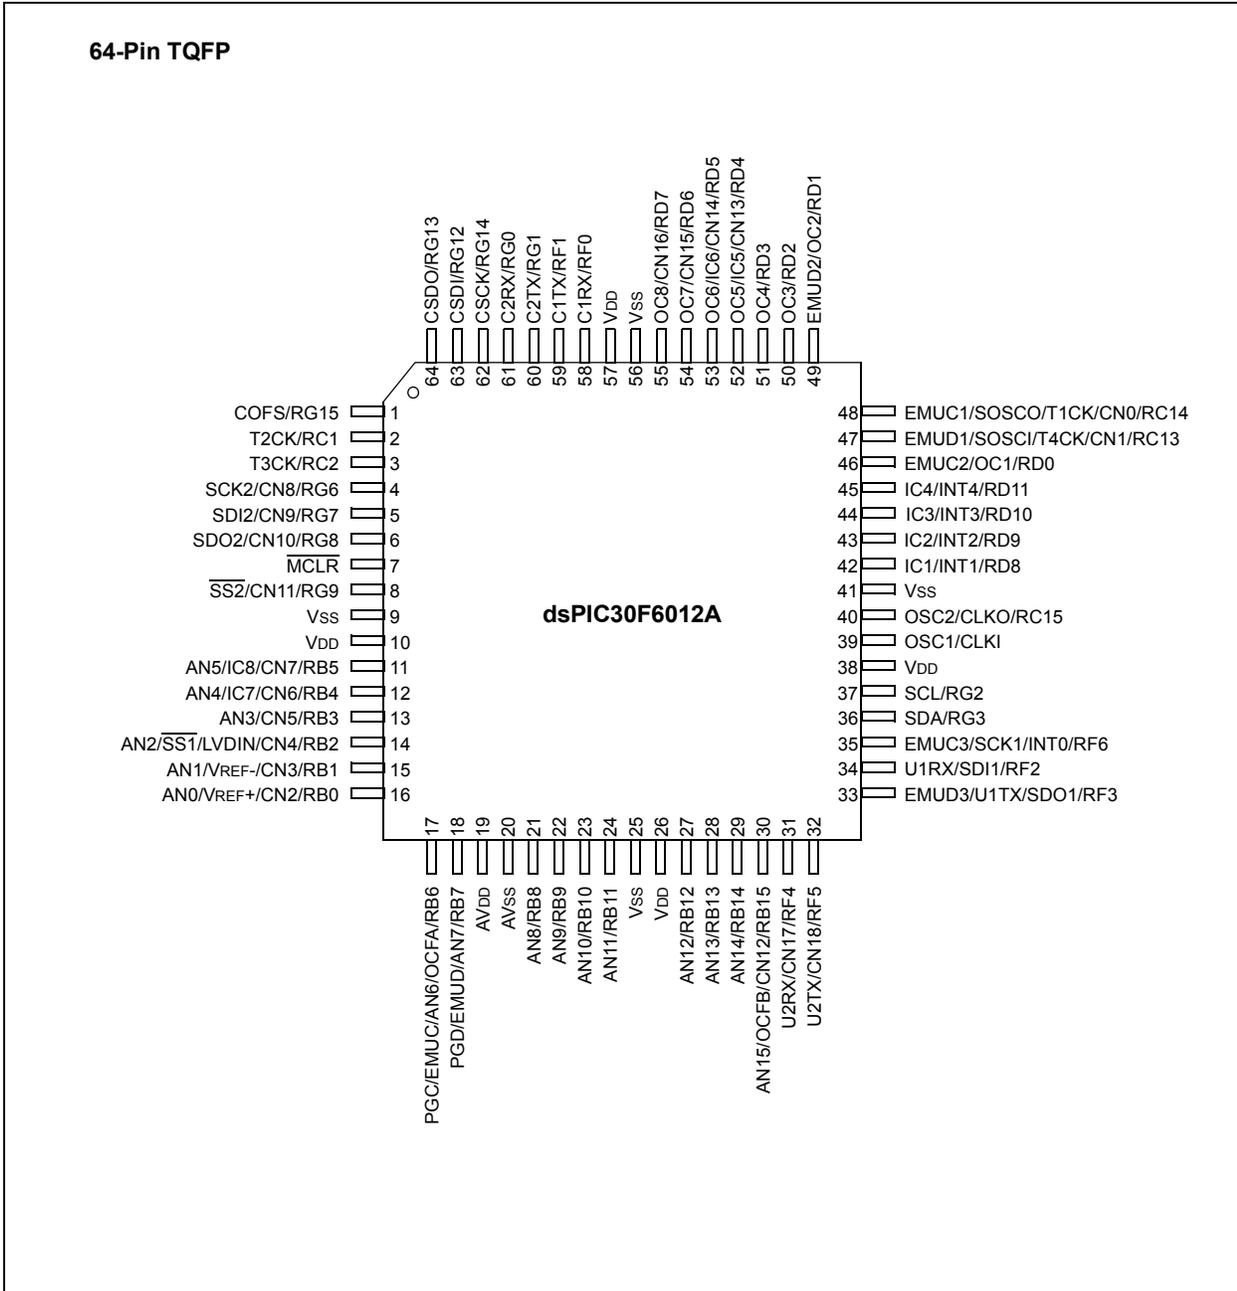 64-Pin TQFP
CSDO/RG13
CSDI/RG12
CSCK/RG14
C2RX/RG0
C2TX/RG1
C1TX/RF1
C1RX/RF0
VDD
VSS
OC8/CN16/RD7
OC7/CN15/RD6
OC6/IC6/CN14/RD5
OC5/IC5/CN13/RD4
OC4/RD3
OC3/RD2
EMUD2/OC2/RD1
64
63
62
61
60
59
58
57
56
55
54
53
52
51
50
49
COFS/RG15 1
T2CK/RC1 2
T3CK/RC2 3
SCK2/CN8/RG6 4
SDI2/CN9/RG7 5
SDO2/CN10/RG8 6
MCLR 7
SS2/CN11/RG9 8
VSS 9
VDD 10
AN5/IC8/CN7/RB5 11
AN4/IC7/CN6/RB4 12
AN3/CN5/RB3 13
AN2/SS1/LVDIN/CN4/RB2 14
AN1/VREF-/CN3/RB1 15
AN0/VREF+/CN2/RB0 16
dsPIC30F6012A
48 EMUC1/SOSCO/T1CK/CN0/RC14
47 EMUD1/SOSCI/T4CK/CN1/RC13
46 EMUC2/OC1/RD0
45 IC4/INT4/RD11
44 IC3/INT3/RD10
43 IC2/INT2/RD9
42 IC1/INT1/RD8
41 VSS
40 OSC2/CLKO/RC15
39 OSC1/CLKI
38 VDD
37 SCL/RG2
36 SDA/RG3
35 EMUC3/SCK1/INT0/RF6
34 U1RX/SDI1/RF2
33 EMUD3/U1TX/SDO1/RF3
17
18
19
20
21
22
23
24
25
26
27
28
29
30
31
32
PGC/EMUC/AN6/OCFA/RB6
PGD/EMUD/AN7/RB7
AVDD
AVSS
AN8/RB8
AN9/RB9
AN10/RB10
AN11/RB11
VSS
VDD
AN12/RB12
AN13/RB13
AN14/RB14
AN15/OCFB/CN12/RB15
U2RX/CN17/RF4
U2TX/CN18/RF5